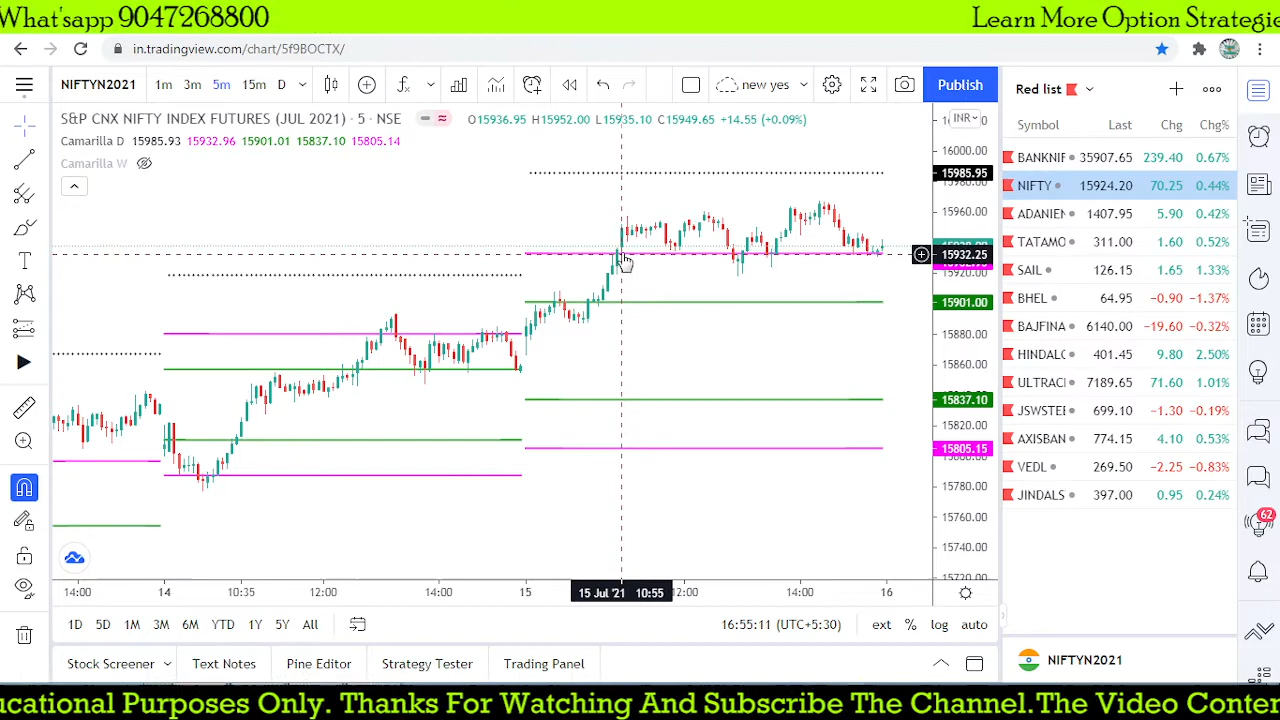 What'sapp 9047268800
Learn More Option Strategie
in.tradingview.com/chart/5f9BOCTX/
NIFTYN2021 1m 3m 5m 15m D new yes Publish
S&P CNX NIFTY INDEX FUTURES (JUL 2021) · 5 · NSE O15936.95 H15952.00 L15935.10 C15949.65 +14.55 (+0.09%)
Camarilla D 15985.93 15932.96 15901.01 15837.10 15805.14
Camarilla W
INR
16000.00
15985.95
15980.00
15960.00
15932.25
15920.00
15901.00
15880.00
15860.00
15837.10
15820.00
15805.15
15800.00
15780.00
15760.00
15740.00
15720.00
14:00 14 10:35 12:00 14:00 15 15 Jul '21 10:55 12:00 14:00 16
1D 5D 1M 3M 6M YTD 1Y 5Y All 16:55:11 (UTC+5:30) ext % log auto
Stock Screener Text Notes Pine Editor Strategy Tester Trading Panel
Red list
Symbol Last Chg Chg%
BANKNIF 35907.65 239.40 0.67%
NIFTY 15924.20 70.25 0.44%
ADANIEN 1407.95 5.90 0.42%
TATAMO 311.00 1.60 0.52%
SAIL 126.15 1.65 1.33%
BHEL 64.95 −0.90 −1.37%
BAJFINA 6140.00 −19.60 −0.32%
HINDALC 401.45 9.80 2.50%
ULTRACI 7189.65 71.60 1.01%
JSWSTEE 699.10 −1.30 −0.19%
AXISBAN 774.15 4.10 0.53%
VEDL 269.50 −2.25 −0.83%
JINDALS 397.00 0.95 0.24%
62
NIFTYN2021
ucational Purposes Only. Thanks For Watching And Subscribe The Channel.The Video Conter